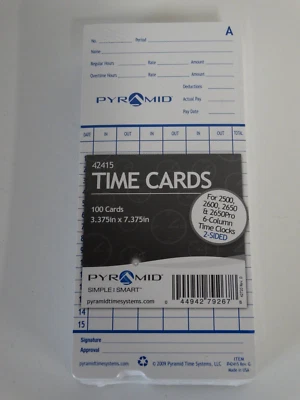 A
No. Period
Name
Regular Hours Rate Amount
Overtime Hours Rate Amount
Deductions
PYRAMID Actual Pay
Pay Date
DATE IN OUT IN OUT IN OUT TOTAL
42415
TIME CARDS
100 Cards
3.375in x 7.375in
For 2500,
2600, 2650
& 2650Pro
6-Column
Time Clocks
2-SIDED
PYRAMID
SIMPLE SMART
pyramidtimesystems.com
0 44942 79267
14
15
Signature
Approval
pyramidtimesystems.com © 2009 Pyramid Time Systems, LLC ITEM
Made in USA